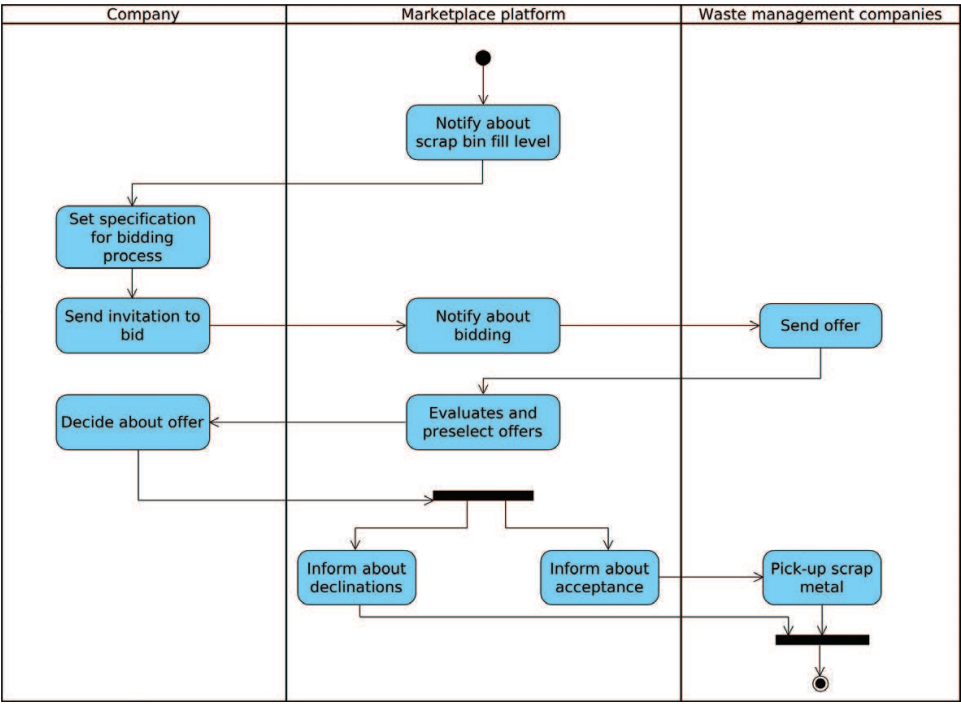 Company
Marketplace platform
Waste management companies
Notify about
scrap bin fill level
Set specification
for bidding
process
Send invitation to
bid
Notify about
bidding
Send offer
Decide about offer
Evaluates and
preselect offers
Inform about
declinations
Inform about
acceptance
Pick-up scrap
metal